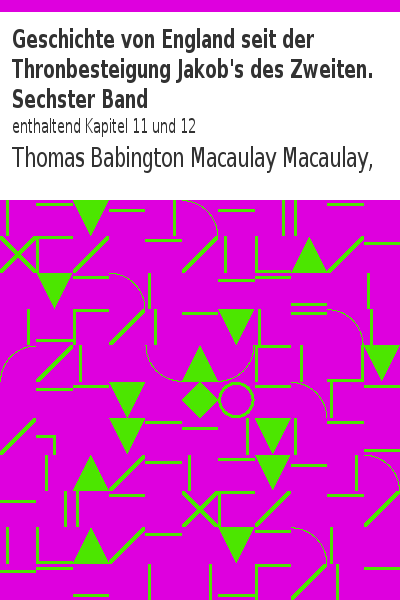 Geschichte von England seit der
Thronbesteigung Jakob's des Zweiten.
Sechster Band
enthaltend Kapitel 11 und 12
Thomas Babington Macaulay Macaulay,